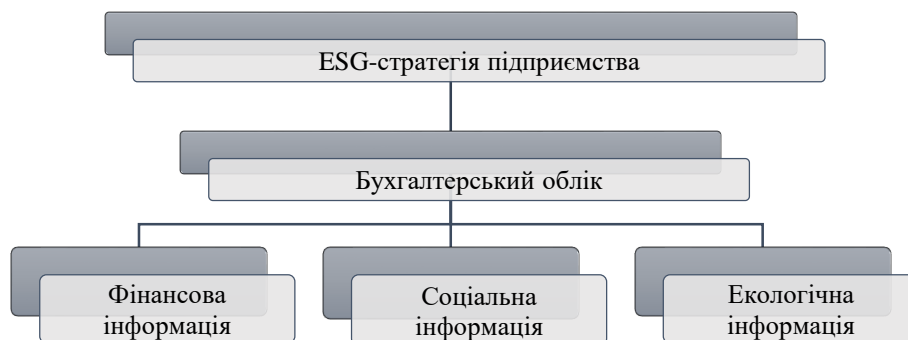 ESG-стратегія підприємства
Бухгалтерський облік
Фінансова
інформація
Соціальна
інформація
Екологічна
інформація